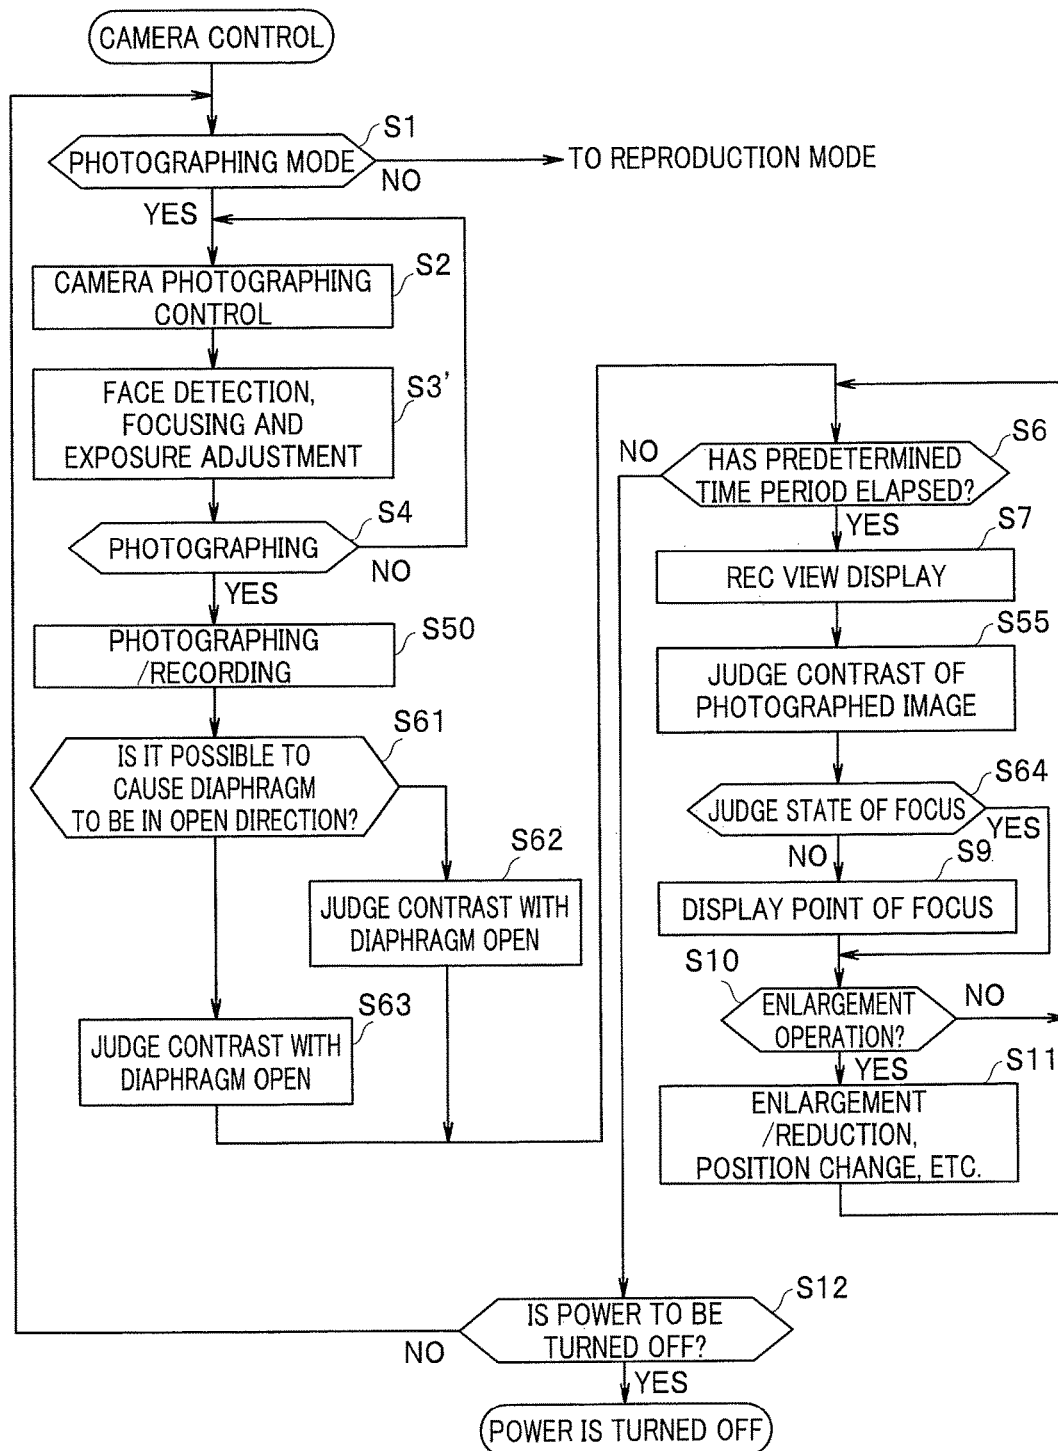 CAMERA CONTROL
S1
PHOTOGRAPHING MODE
NO
TO REPRODUCTION MODE
YES
S2
CAMERA PHOTOGRAPHING
CONTROL
S3'
FACE DETECTION,
FOCUSING AND
EXPOSURE ADJUSTMENT
S4
PHOTOGRAPHING
NO
YES
S50
PHOTOGRAPHING
/RECORDING
S61
IS IT POSSIBLE TO
CAUSE DIAPHRAGM
TO BE IN OPEN DIRECTION?
S62
JUDGE CONTRAST WITH
DIAPHRAGM OPEN
S63
JUDGE CONTRAST WITH
DIAPHRAGM OPEN
S6
NO
HAS PREDETERMINED
TIME PERIOD ELAPSED?
YES
S7
REC VIEW DISPLAY
S55
JUDGE CONTRAST OF
PHOTOGRAPHED IMAGE
S64
JUDGE STATE OF FOCUS
YES
NO
S9
DISPLAY POINT OF FOCUS
S10
ENLARGEMENT
OPERATION?
NO
YES
S11
ENLARGEMENT
/REDUCTION,
POSITION CHANGE, ETC.
S12
IS POWER TO BE
TURNED OFF?
NO
YES
POWER IS TURNED OFF